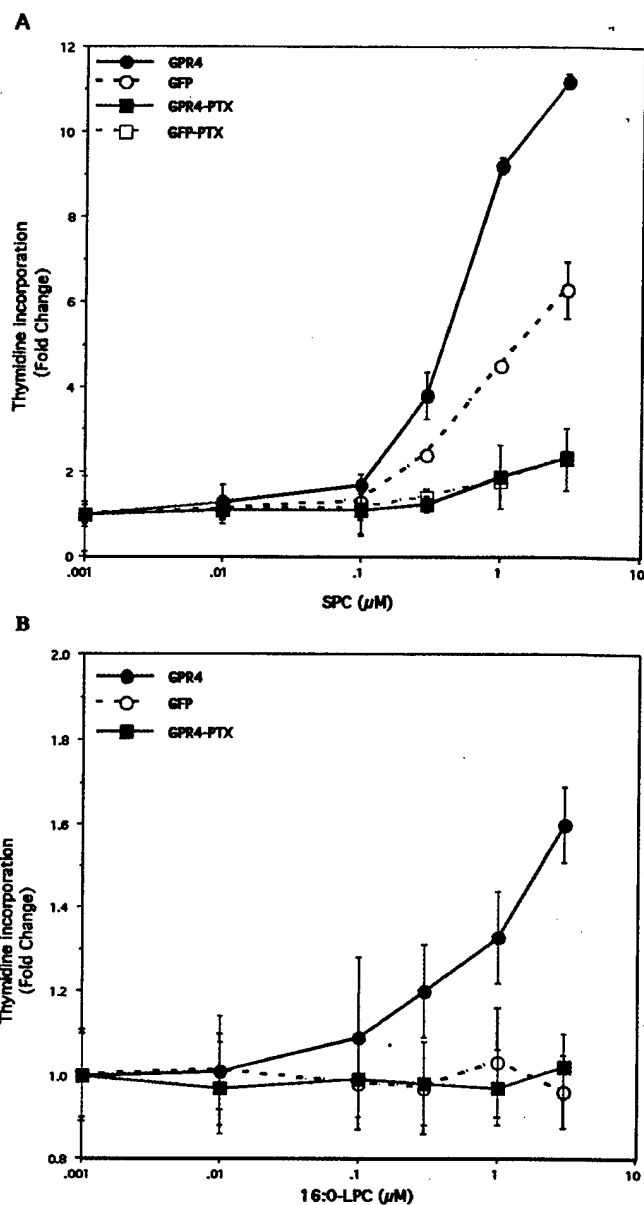 A
12
10
8
6
4
2
0
Thymidine incorporation
(Fold Change)
GPR4
GFP
GPR4-PTX
GFP-PTX
.001
.01
.1
1
10
SPC (µM)
B
2.0
1.8
1.6
1.4
1.2
1.0
0.8
Thymidine incorporation
(Fold Change)
GPR4
GFP
GPR4-PTX
.001
.01
.1
1
10
16:0-LPC (µM)